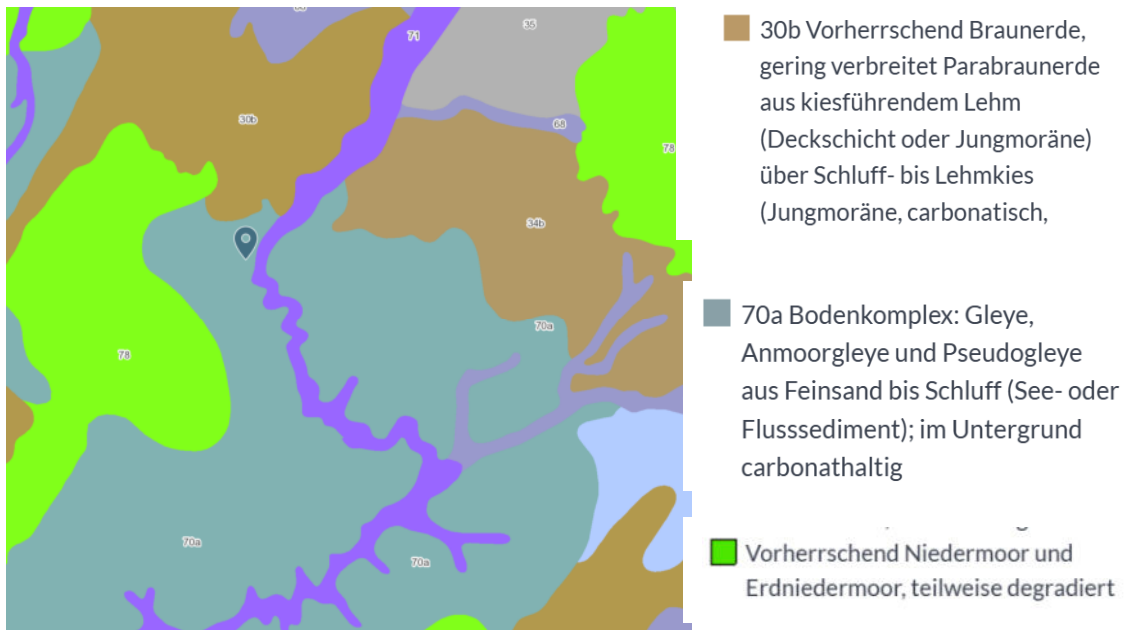 71
35
30b
68
78
34b
70a
78
70a
70a
30b Vorherrschend Braunerde,
gering verbreitet Parabraunerde
aus kiesführendem Lehm
(Deckschicht oder Jungmoräne)
über Schluff- bis Lehmkies
(Jungmoräne, carbonatisch,
70a Bodenkomplex: Gleye,
Anmoorgleye und Pseudogleye
aus Feinsand bis Schluff (See- oder
Flusssediment); im Untergrund
carbonathaltig
Vorherrschend Niedermoor und
Erdniedermoor, teilweise degradiert